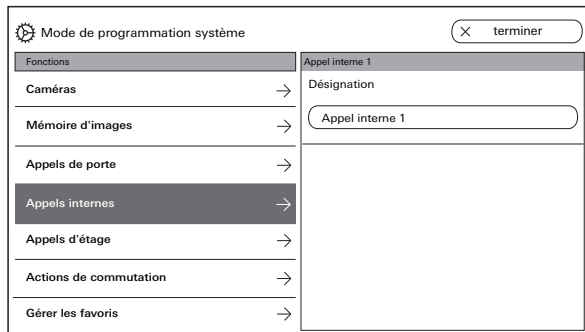 Mode de programmation système
terminer
Fonctions
Caméras
Mémoire d'images
Appels de porte
Appels internes
Appels d'étage
Actions de commutation
Gérer les favoris
Appel interne 1
Désignation
Appel interne 1